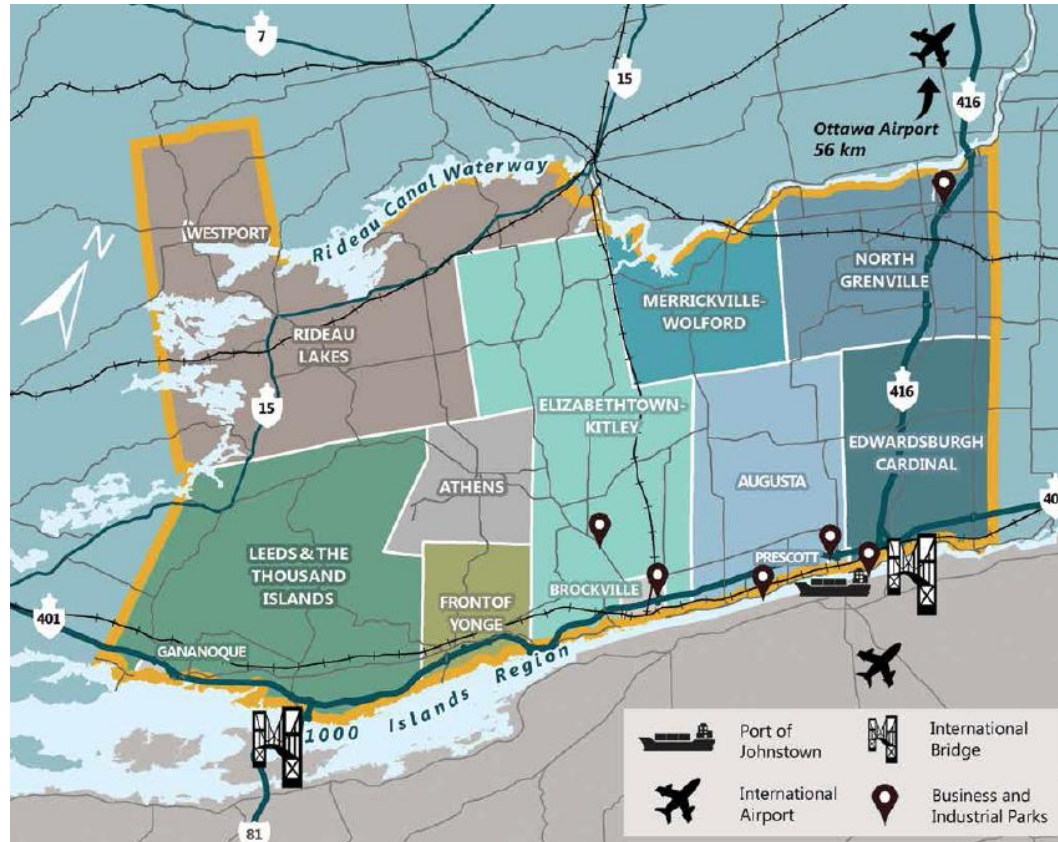 7
15
416
Ottawa Airport
56 km
Rideau Canal Waterway
WESTPORT
N
NORTH
GRENVILLE
MERRICKVILLE-
WOLFORD
RIDEAU
LAKES
15
416
ELIZABETHTOWN-
KITLEY
EDWARDSBURGH
CARDINAL
ATHENS
AUGUSTA
40
LEEDS & THE
THOUSAND
ISLANDS
PRESCOTT
BROCKVILLE
FRONT OF
YONGE
401
GANANOQUE
1000 Islands Region
81
Port of
Johnstown
International
Bridge
International
Airport
Business and
Industrial Parks